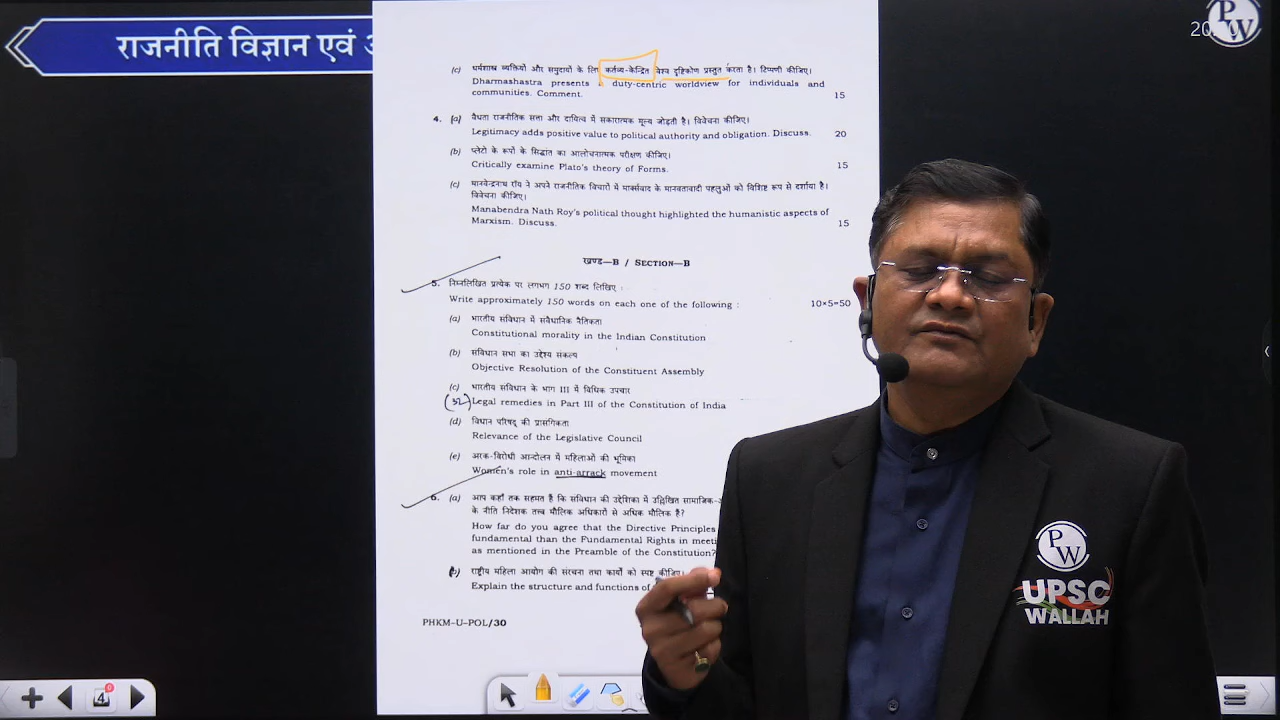 राजनीति विज्ञान एवं
PW
(c) धर्मशास्त्र व्यक्तियों और समुदायों के लिए कर्तव्य-केन्द्रित विश्व दृष्टिकोण प्रस्तुत करता है। टिप्पणी कीजिए।
Dharmashastra presents a duty-centric worldview for individuals and
communities. Comment. 15
4. (a) वैधता राजनीतिक सत्ता और दायित्व में सकारात्मक मूल्य जोड़ती है। विवेचना कीजिए।
Legitimacy adds positive value to political authority and obligation. Discuss. 20
(b) प्लेटो के रूपों के सिद्धांत का आलोचनात्मक परीक्षण कीजिए।
Critically examine Plato's theory of Forms. 15
(c) मानवेन्द्रनाथ रॉय ने अपने राजनीतिक विचारों में मार्क्सवाद के मानवतावादी पहलुओं को विशिष्ट रूप से दर्शाया है।
विवेचना कीजिए।
Manabendra Nath Roy's political thought highlighted the humanistic aspects of
Marxism. Discuss. 15
खण्ड—B / SECTION—B
5. निम्नलिखित प्रत्येक पर लगभग 150 शब्द लिखिए :
Write approximately 150 words on each one of the following : 10×5=50
(a) भारतीय संविधान में संवैधानिक नैतिकता
Constitutional morality in the Indian Constitution
(b) संविधान सभा का उद्देश्य संकल्प
Objective Resolution of the Constituent Assembly
(c) भारतीय संविधान के भाग III में विधिक उपचार
(32) Legal remedies in Part III of the Constitution of India
(d) विधान परिषद् की प्रासंगिकता
Relevance of the Legislative Council
(e) अरक-विरोधी आन्दोलन में महिलाओं की भूमिका
Women's role in anti-arrack movement
6. (a) आप कहाँ तक सहमत हैं कि संविधान की उद्देशिका में उल्लिखित सामाजिक-
के नीति निदेशक तत्त्व मौलिक अधिकारों से अधिक मौलिक हैं?
How far do you agree that the Directive Principles
fundamental than the Fundamental Rights in
as mentioned in the Preamble of the Constitution?
(b) राष्ट्रीय महिला आयोग की संरचना तथा कार्यों को स्पष्ट कीजिए।
Explain the structure and functions of
PHKM-U-POL/30
PW
UPSC
WALLAH
4